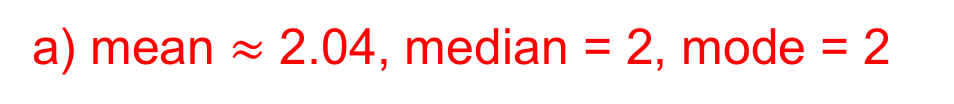 a) mean ≈ 2.04, median = 2, mode = 2